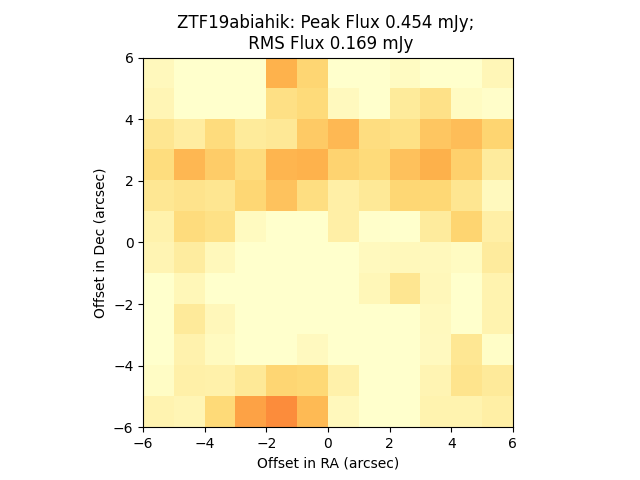 ZTF19abiahik: Peak Flux 0.454 mJy;
RMS Flux 0.169 mJy
6
4
2
0
−2
−4
−6
Offset in Dec (arcsec)
−6 −4 −2 0 2 4 6
Offset in RA (arcsec)